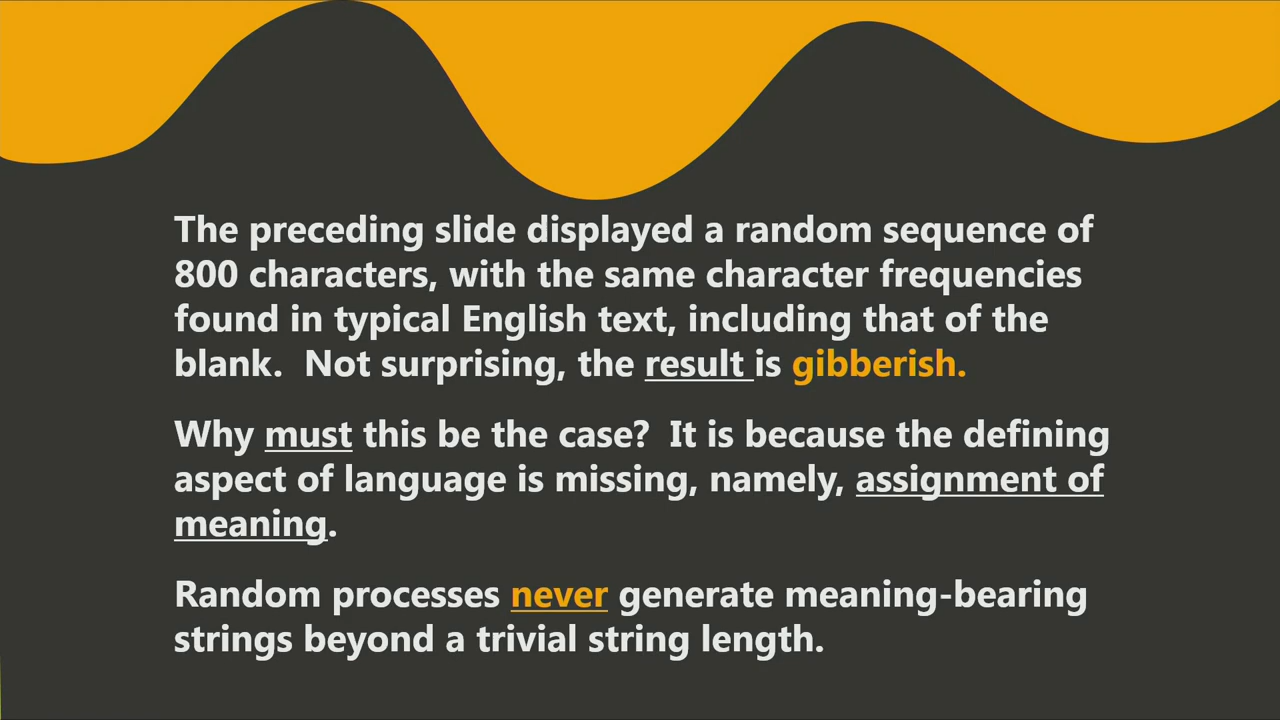 The preceding slide displayed a random sequence of
800 characters, with the same character frequencies
found in typical English text, including that of the
blank.  Not surprising, the result is gibberish.
Why must this be the case?  It is because the defining
aspect of language is missing, namely, assignment of
meaning.
Random processes never generate meaning-bearing
strings beyond a trivial string length.